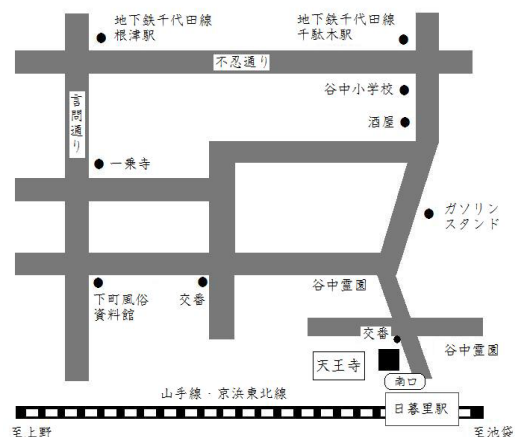 地下鉄千代田線
根津駅
地下鉄千代田線
千駄木駅
不忍通り
言問通り
谷中小学校
酒屋
一乗寺
ガソリン
スタンド
下町風俗
資料館
交番
谷中霊園
交番
谷中霊園
天王寺
南口
山手線・京浜東北線
日暮里駅
至上野
至池袋